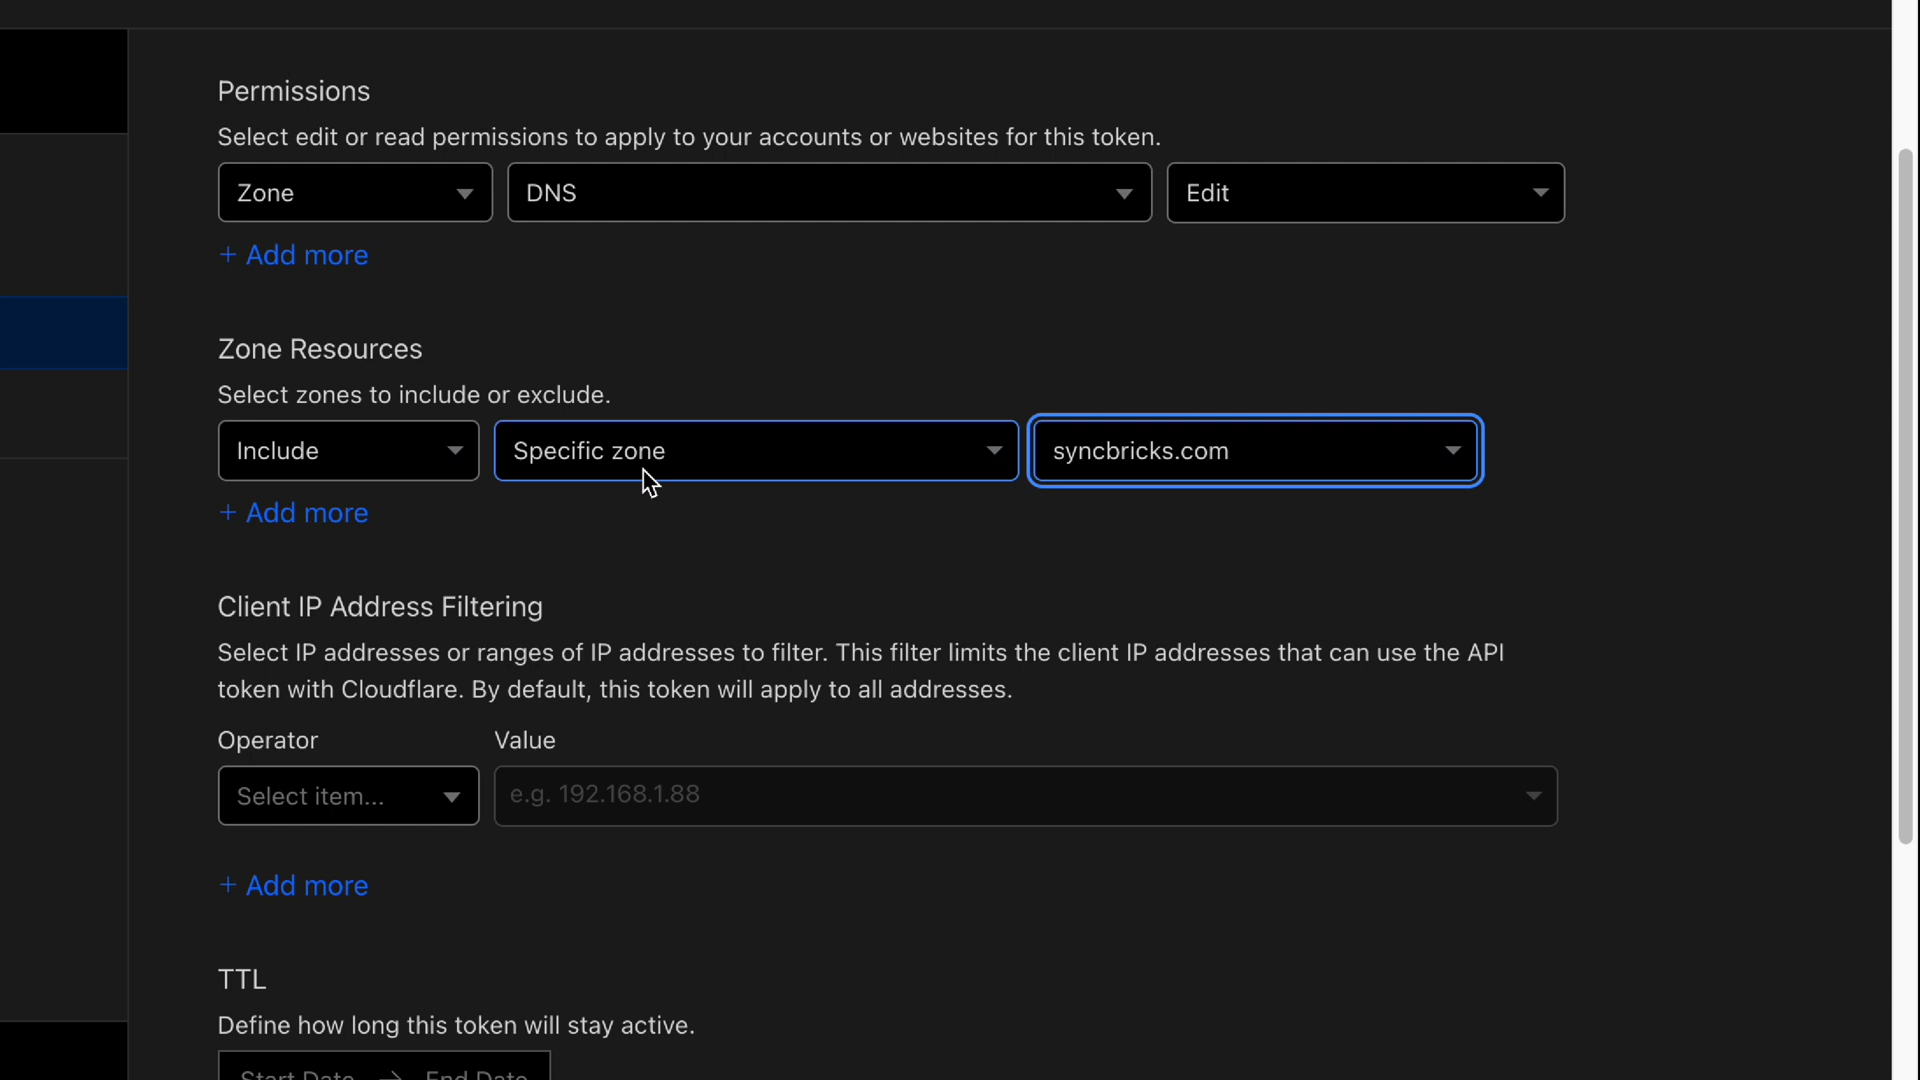 Permissions
Select edit or read permissions to apply to your accounts or websites for this token.
Zone DNS Edit
+ Add more
Zone Resources
Select zones to include or exclude.
Include Specific zone syncbricks.com
+ Add more
Client IP Address Filtering
Select IP addresses or ranges of IP addresses to filter. This filter limits the client IP addresses that can use the API
token with Cloudflare. By default, this token will apply to all addresses.
Operator Value
Select item... e.g. 192.168.1.88
+ Add more
TTL
Define how long this token will stay active.
Start Date → End Date